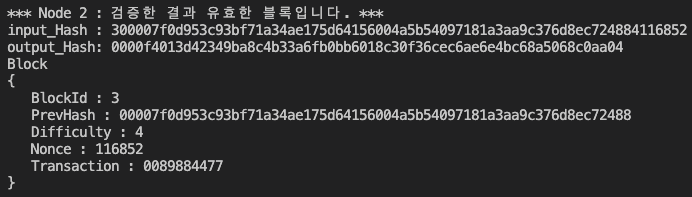 *** Node 2 : 검증한 결과 유효한 블록입니다. ***
input_Hash : 300007f0d953c93bf71a34ae175d64156004a5b54097181a3aa9c376d8ec724884116852
output_Hash: 0000f4013d42349ba8c4b33a6fb0bb6018c30f36cec6ae6e4bc68a5068c0aa04
Block
{
BlockId : 3
PrevHash : 00007f0d953c93bf71a34ae175d64156004a5b54097181a3aa9c376d8ec72488
Difficulty : 4
Nonce : 116852
Transaction : 0089884477
}